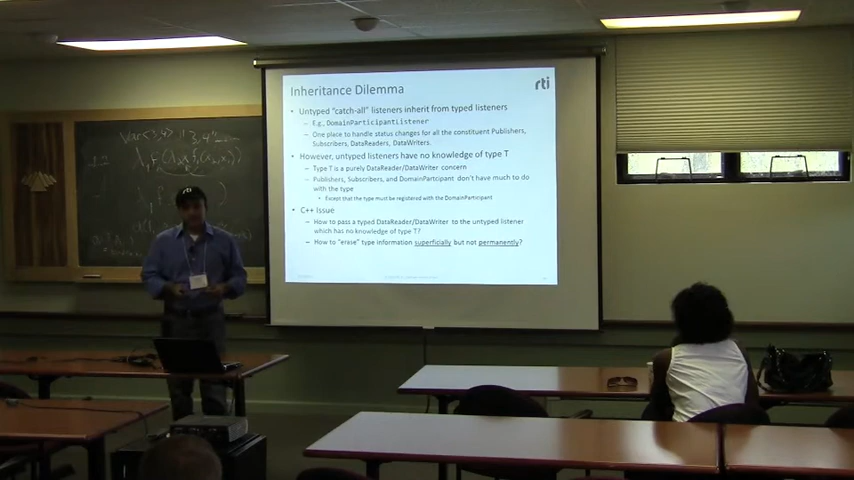 Inheritance Dilemma
rti
• Untyped "catch-all" listeners inherit from typed listeners
– E.g., DomainParticipantListener
– One place to handle status changes for all the constituent Publishers,
Subscribers, DataReaders, DataWriters.
• However, untyped listeners have no knowledge of type T
– Type T is a purely DataReader/DataWriter concern
– Publishers, Subscribers, and DomainParticpant don't have much to do
with the type
• Except that the type must be registered with the DomainParticipant
• C++ Issue
– How to pass a typed DataReader/DataWriter to the untyped listener
which has no knowledge of type T?
– How to "erase" type information superficially but not permanently?